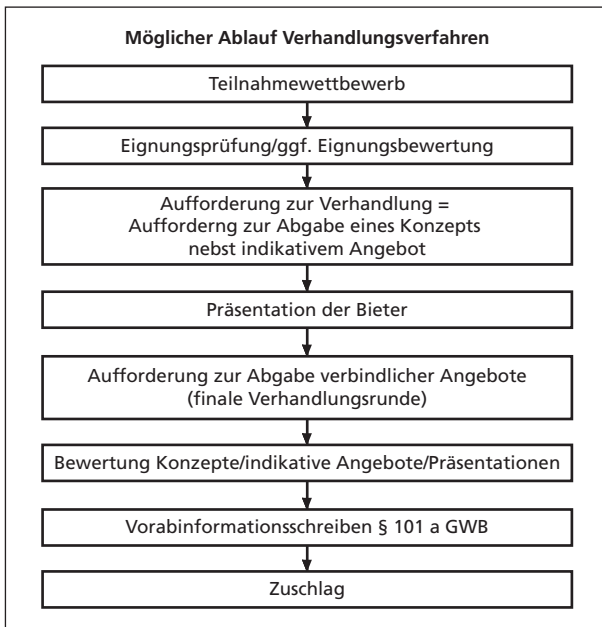 Möglicher Ablauf Verhandlungsverfahren
Teilnahmewettbewerb
Eignungsprüfung/ggf. Eignungsbewertung
Aufforderung zur Verhandlung =
Aufforderng zur Abgabe eines Konzepts
nebst indikativem Angebot
Präsentation der Bieter
Aufforderung zur Abgabe verbindlicher Angebote
(finale Verhandlungsrunde)
Bewertung Konzepte/indikative Angebote/Präsentationen
Vorabinformationsschreiben § 101 a GWB
Zuschlag